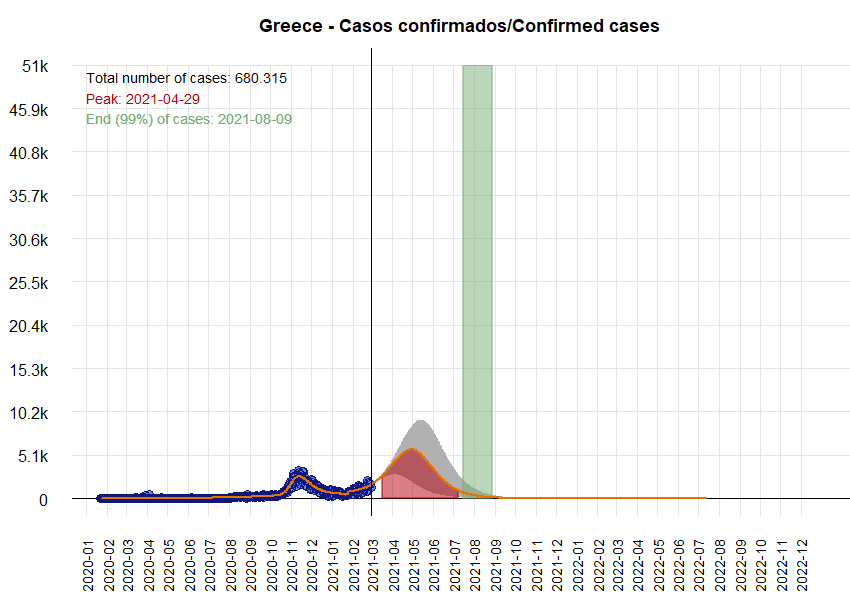 Greece - Casos confirmados/Confirmed cases
51k
Total number of cases: 680.315
Peak: 2021-04-29
End (99%) of cases: 2021-08-09
45.9k
40.8k
35.7k
30.6k
25.5k
20.4k
15.3k
10.2k
5.1k
0
2020-01
2020-02
2020-03
2020-04
2020-05
2020-06
2020-07
2020-08
2020-09
2020-10
2020-11
2020-12
2021-01
2021-02
2021-03
2021-04
2021-05
2021-06
2021-07
2021-08
2021-09
2021-10
2021-11
2021-12
2022-01
2022-02
2022-03
2022-04
2022-05
2022-06
2022-07
2022-08
2022-09
2022-10
2022-11
2022-12